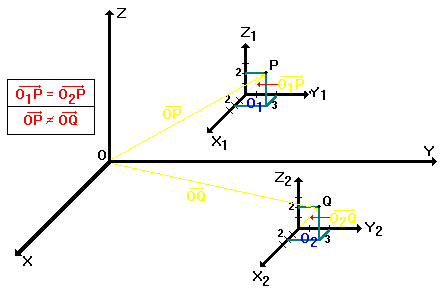 Z
Z1
2
P
O1P
O1P = O2P
OP ≠ OQ
2
O1
3
Y1
OP
X1
O
Y
Z2
OQ
2
Q
O2Q
2
O2
3
Y2
X
X2